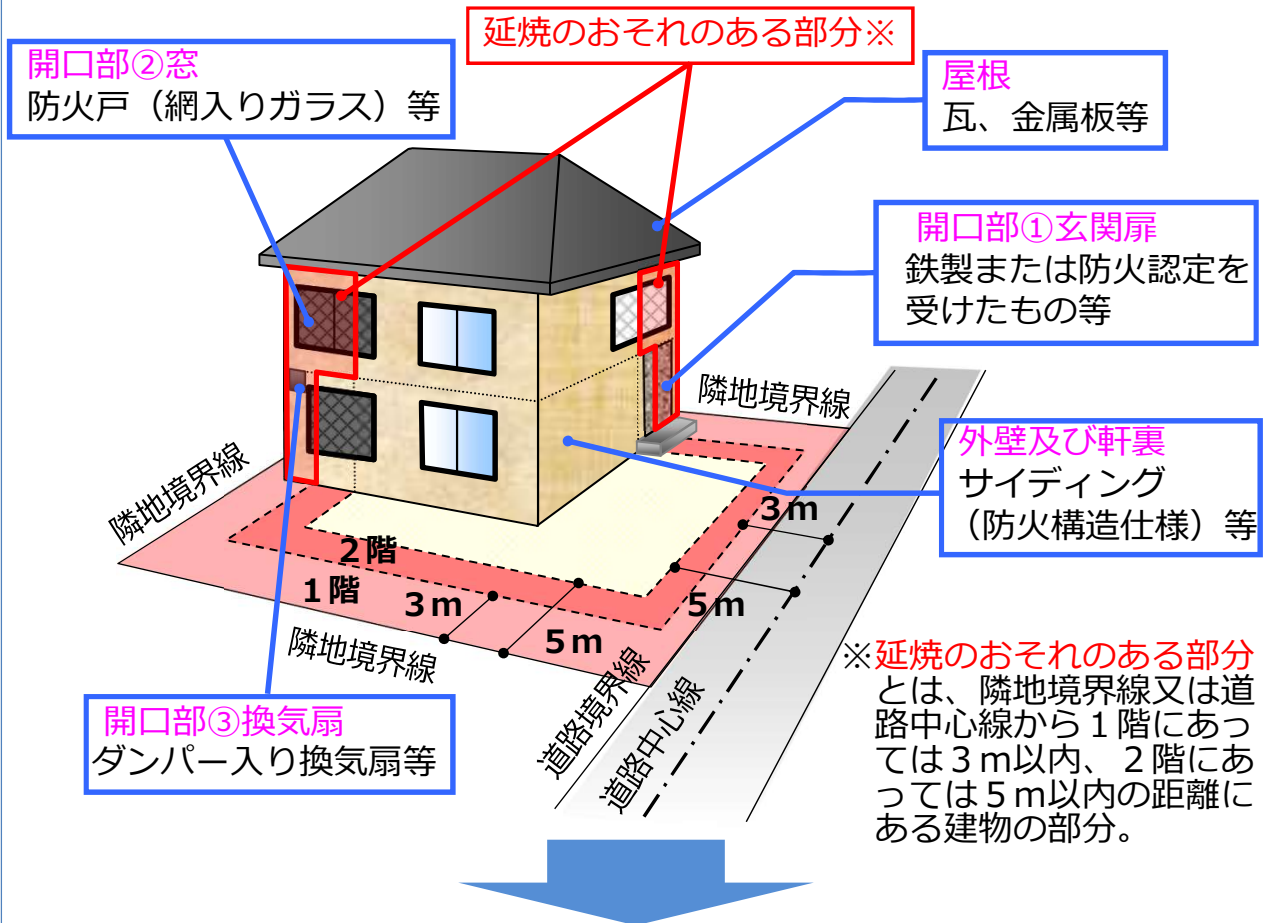 延焼のおそれのある部分※
開口部②窓
防火戸（網入りガラス）等
屋根
瓦、金属板等
開口部①玄関扉
鉄製または防火認定を
受けたもの等
隣地境界線
外壁及び軒裏
サイディング
（防火構造仕様）等
隣地境界線
3ｍ
2階
1階
3ｍ
5ｍ
5ｍ
隣地境界線
道路境界線
道路中心線
開口部③換気扇
ダンパー入り換気扇等
※延焼のおそれのある部分
とは、隣地境界線又は道
路中心線から１階にあっ
ては３ｍ以内、２階にあ
っては５ｍ以内の距離に
ある建物の部分。